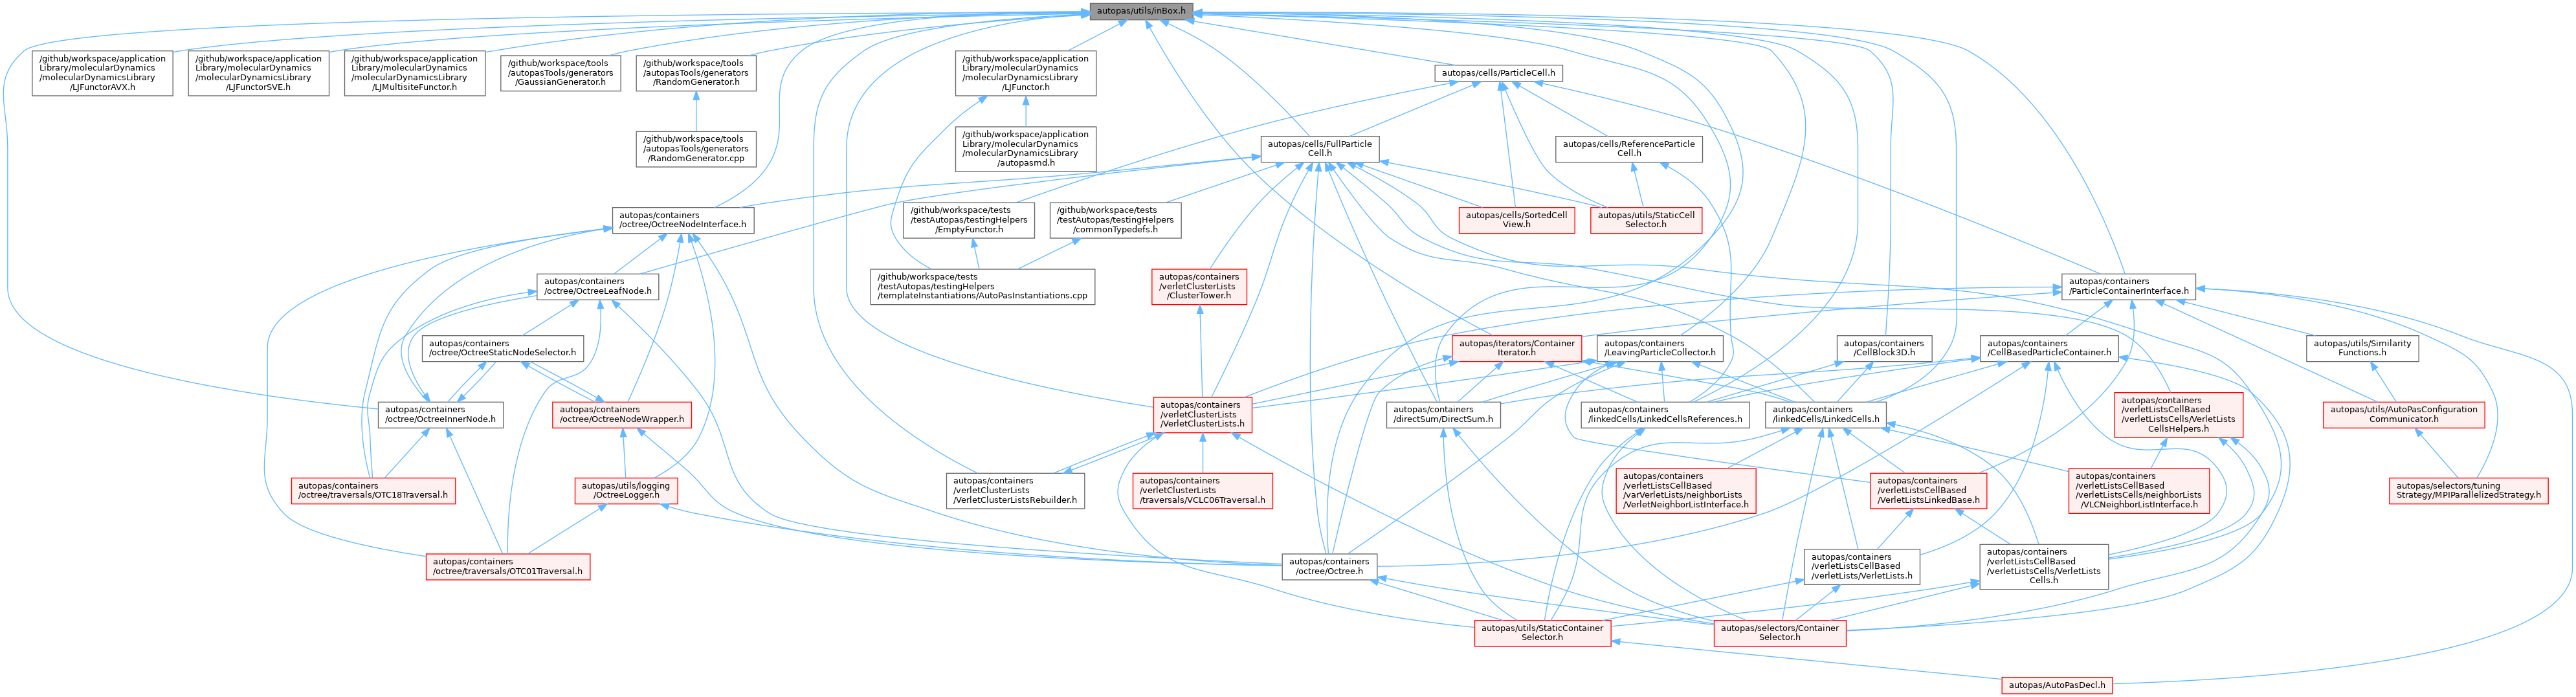 autopas/utils/inBox.h
/github/workspace/application
Library/molecularDynamics
/molecularDynamicsLibrary
/LJFunctorAVX.h
/github/workspace/application
Library/molecularDynamics
/molecularDynamicsLibrary
/LJFunctorSVE.h
/github/workspace/application
Library/molecularDynamics
/molecularDynamicsLibrary
/LJMultisiteFunctor.h
/github/workspace/tools
/autopasTools/generators
/GaussianGenerator.h
/github/workspace/tools
/autopasTools/generators
/RandomGenerator.h
/github/workspace/application
Library/molecularDynamics
/molecularDynamicsLibrary
/LJFunctor.h
autopas/cells/ParticleCell.h
/github/workspace/tools
/autopasTools/generators
/RandomGenerator.cpp
/github/workspace/application
Library/molecularDynamics
/molecularDynamicsLibrary
/autopasmd.h
autopas/cells/FullParticle
Cell.h
autopas/cells/ReferenceParticle
Cell.h
autopas/containers
/octree/OctreeNodeInterface.h
/github/workspace/tests
/testAutopas/testingHelpers
/EmptyFunctor.h
/github/workspace/tests
/testAutopas/testingHelpers
/commonTypedefs.h
autopas/cells/SortedCell
View.h
autopas/utils/StaticCell
Selector.h
autopas/containers
/octree/OctreeLeafNode.h
/github/workspace/tests
/testAutopas/testingHelpers
/templateInstantiations/AutoPasInstantiations.cpp
autopas/containers
/verletClusterLists
/ClusterTower.h
autopas/containers
/ParticleContainerInterface.h
autopas/containers
/octree/OctreeStaticNodeSelector.h
autopas/iterators/Container
Iterator.h
autopas/containers
/LeavingParticleCollector.h
autopas/containers
/CellBlock3D.h
autopas/containers
/CellBasedParticleContainer.h
autopas/utils/Similarity
Functions.h
autopas/containers
/octree/OctreeInnerNode.h
autopas/containers
/octree/OctreeNodeWrapper.h
autopas/containers
/verletClusterLists
/VerletClusterLists.h
autopas/containers
/directSum/DirectSum.h
autopas/containers
/linkedCells/LinkedCellsReferences.h
autopas/containers
/linkedCells/LinkedCells.h
autopas/containers
/verletListsCellBased
/verletListsCells/VerletLists
CellsHelpers.h
autopas/utils/AutoPasConfiguration
Communicator.h
autopas/containers
/octree/traversals/OTC18Traversal.h
autopas/utils/logging
/OctreeLogger.h
autopas/containers
/verletClusterLists
/VerletClusterListsRebuilder.h
autopas/containers
/verletClusterLists
/traversals/VCLC06Traversal.h
autopas/containers
/verletListsCellBased
/varVerletLists/neighborLists
/VerletNeighborListInterface.h
autopas/containers
/verletListsCellBased
/VerletListsLinkedBase.h
autopas/containers
/verletListsCellBased
/verletListsCells/neighborLists
/VLCNeighborListInterface.h
autopas/selectors/tuning
Strategy/MPIParallelizedStrategy.h
autopas/containers
/octree/traversals/OTC01Traversal.h
autopas/containers
/octree/Octree.h
autopas/containers
/verletListsCellBased
/verletLists/VerletLists.h
autopas/containers
/verletListsCellBased
/verletListsCells/VerletLists
Cells.h
autopas/utils/StaticContainer
Selector.h
autopas/selectors/Container
Selector.h
autopas/AutoPasDecl.h